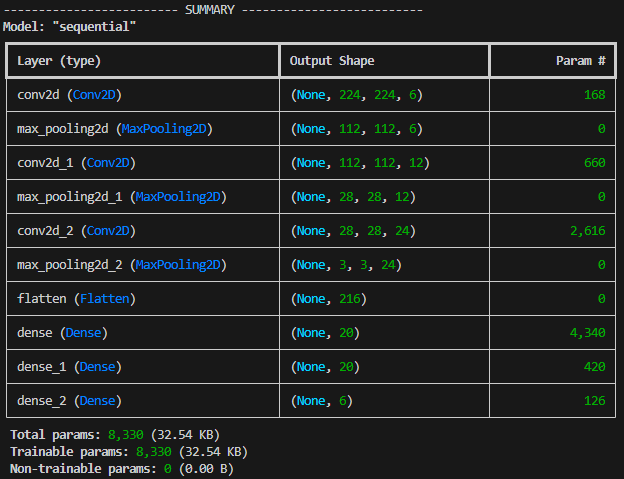 ------------------------- SUMMARY --------------------------
Model: "sequential"
Layer (type) Output Shape Param #
conv2d (Conv2D) (None, 224, 224, 6) 168
max_pooling2d (MaxPooling2D) (None, 112, 112, 6) 0
conv2d_1 (Conv2D) (None, 112, 112, 12) 660
max_pooling2d_1 (MaxPooling2D) (None, 28, 28, 12) 0
conv2d_2 (Conv2D) (None, 28, 28, 24) 2,616
max_pooling2d_2 (MaxPooling2D) (None, 3, 3, 24) 0
flatten (Flatten) (None, 216) 0
dense (Dense) (None, 20) 4,340
dense_1 (Dense) (None, 20) 420
dense_2 (Dense) (None, 6) 126
Total params: 8,330 (32.54 KB)
Trainable params: 8,330 (32.54 KB)
Non-trainable params: 0 (0.00 B)